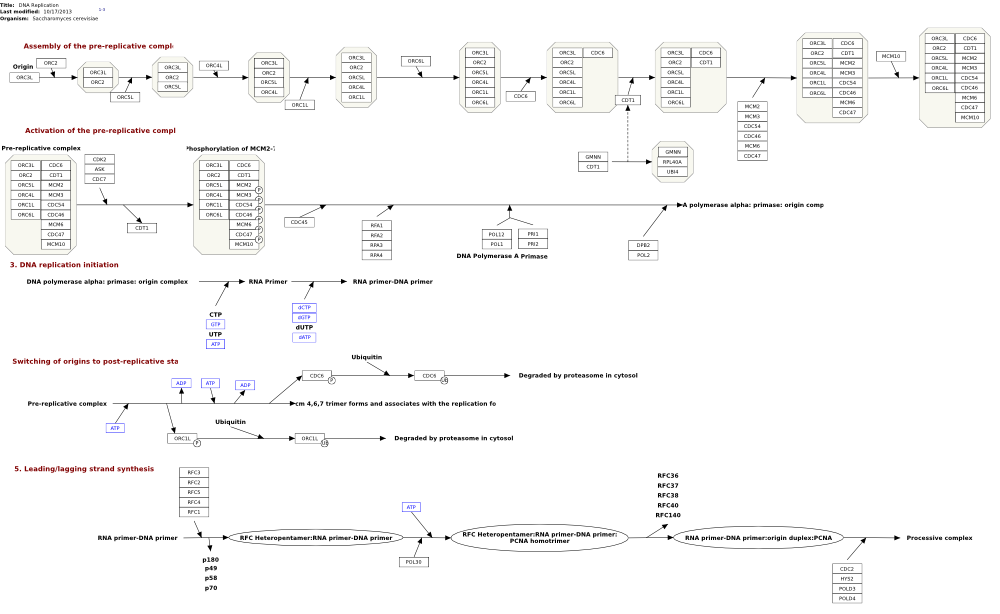 Title: DNA Replication
Last modified: 10/17/2013
Organism: Saccharomyces cerevisiae
Assembly of the pre-replicative compl
Origin
ORC3L
ORC2
ORC3L
ORC2
ORC5L
ORC3L
ORC2
ORC5L
ORC4L
ORC3L
ORC2
ORC5L
ORC4L
ORC1L
ORC3L
ORC2
ORC5L
ORC4L
ORC1L
ORC6L
ORC3L
ORC2
ORC5L
ORC4L
ORC1L
ORC6L
CDC6
ORC3L CDC6
ORC2
ORC5L
ORC4L
ORC1L
ORC6L
CDT1
ORC3L CDC6
ORC2 CDT1
ORC5L
ORC4L
ORC1L
ORC6L
MCM2
MCM3
CDC54
CDC46
MCM6
CDC47
ORC3L CDC6
ORC2 CDT1
ORC5L MCM2
ORC4L MCM3
ORC1L CDC54
ORC6L CDC46
MCM6
CDC47
MCM10
ORC3L CDC6
ORC2 CDT1
ORC5L MCM2
ORC4L MCM3
ORC1L CDC54
ORC6L CDC46
MCM6
CDC47
MCM10
GMNN
CDT1
GMNN
RPL40A
UBI4
Activation of the pre-replicative compl
Pre-replicative complex
ORC3L CDC6
ORC2 CDT1
ORC5L MCM2
ORC4L MCM3
ORC1L CDC54
ORC6L CDC46
MCM6
CDC47
MCM10
CDK2
ASK
CDC7
CDT1
hosphorylation of MCM2-
ORC3L CDC6
ORC2 CDT1
ORC5L MCM2
ORC4L MCM3
ORC1L CDC54
ORC6L CDC46
MCM6
CDC47
MCM10
P
P
P
P
P
P
CDC45
RFA1
RFA2
RPA3
RPA4
POL12
POL1
DNA Polymerase A
PRI1
PRI2
Primase
DPB2
POL2
A polymerase alpha: primase: origin comp
3. DNA replication initiation
DNA polymerase alpha: primase: origin complex
RNA Primer
RNA primer-DNA primer
CTP
GTP
UTP
ATP
dCTP
dGTP
dUTP
dATP
Switching of origins to post-replicative sta
Ubiquitin
CDC6
P
CDC6
UB
Degraded by proteasome in cytosol
ADP
ATP
ADP
Pre-replicative complex
cm 4,6,7 trimer forms and associates with the replication fo
ATP
Ubiquitin
ORC1L
P
ORC1L
UB
Degraded by proteasome in cytosol
5. Leading/lagging strand synthesis
RFC3
RFC2
RFC5
RFC4
RFC1
RNA primer-DNA primer
p180
p49
p58
p70
RFC Heteropentamer:RNA primer-DNA primer
ATP
POL30
RFC Heteropentamer:RNA primer-DNA primer:
PCNA homotrimer
RFC36
RFC37
RFC38
RFC40
RFC140
RNA primer-DNA primer:origin duplex:PCNA
CDC2
HYS2
POLD3
POLD4
Processive complex